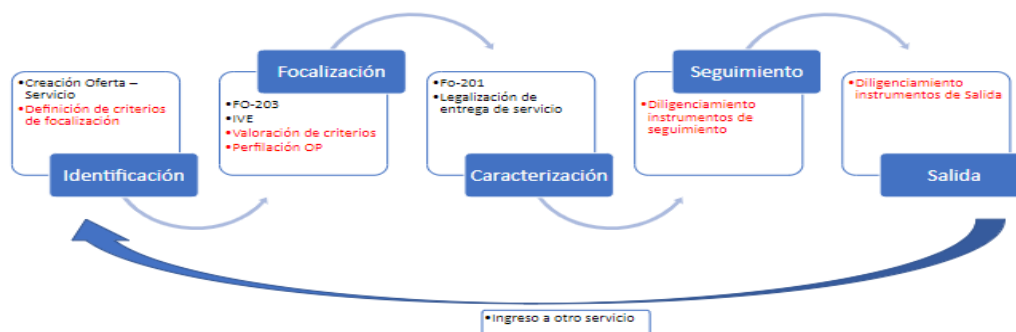 •Creación Oferta –
Servicio
•Definición de criterios
de focalización
Identificación
Focalización
•FO-203
•IVE
•Valoración de criterios
•Perfilación OP
•Fo-201
•Legalización de
entrega de servicio
Caracterización
Seguimiento
•Diligenciamiento
instrumentos de
seguimiento
•Diligenciamiento
instrumentos de Salida
Salida
•Ingreso a otro servicio